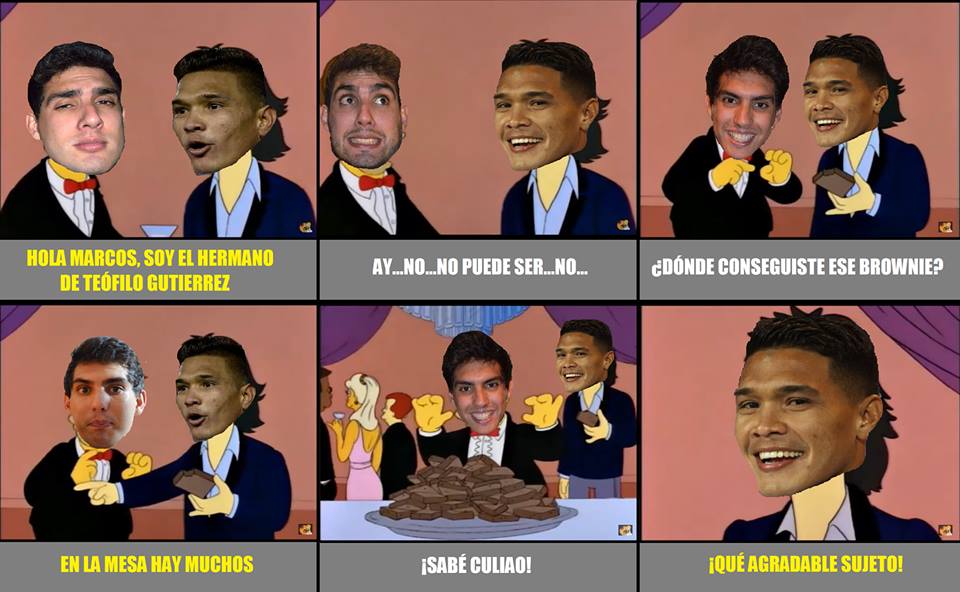 HOLA MARCOS, SOY EL HERMANO
DE TEÓFILO GUTIERREZ
AY...NO...NO PUEDE SER...NO...
¿DÓNDE CONSEGUISTE ESE BROWNIE?
EN LA MESA HAY MUCHOS
¡SABÉ CULIAO!
¡QUÉ AGRADABLE SUJETO!